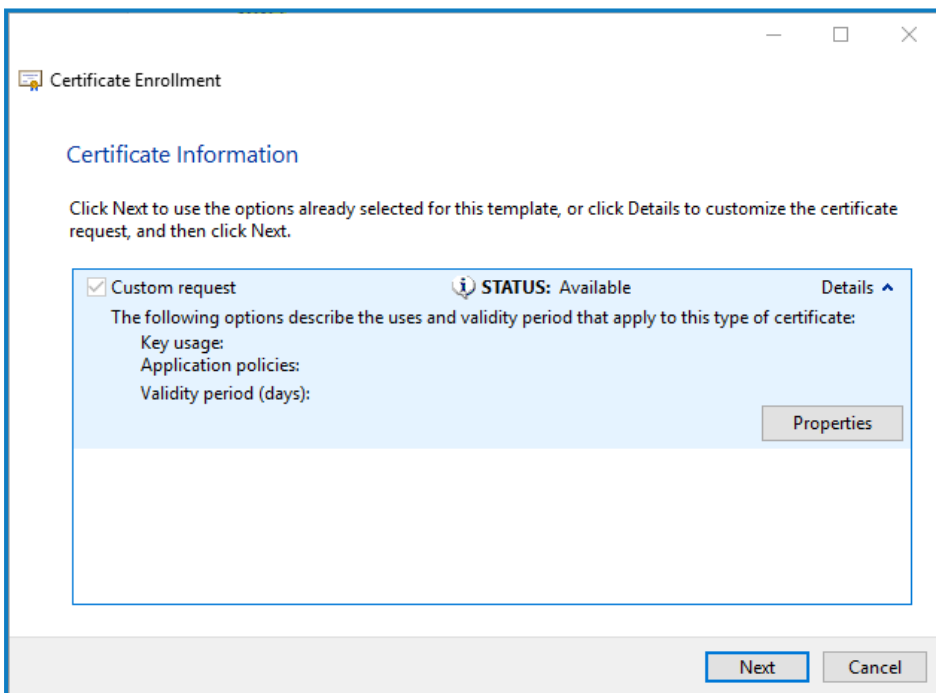 Certificate Enrollment
Certificate Information
Click Next to use the options already selected for this template, or click Details to customize the certificate
request, and then click Next.
Custom request STATUS: Available Details
The following options describe the uses and validity period that apply to this type of certificate:
Key usage:
Application policies:
Validity period (days):
Properties
Next Cancel